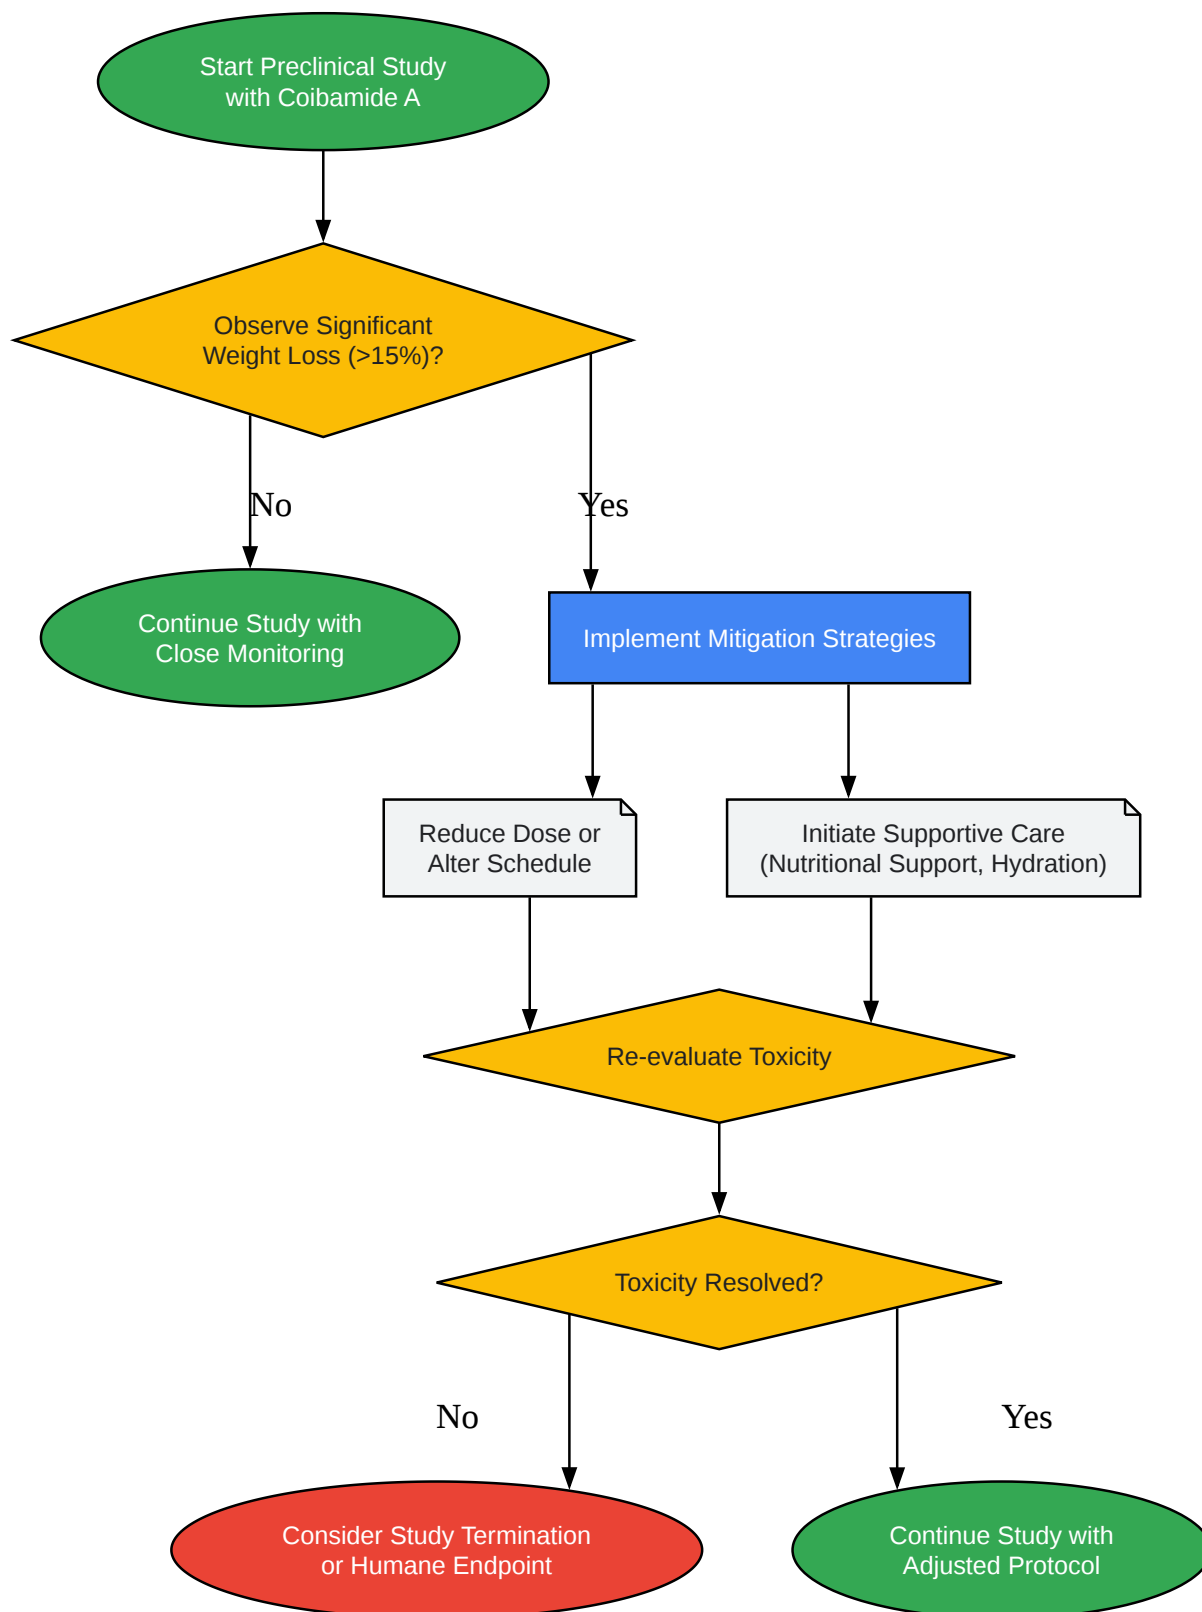 Start Preclinical Study
with Coibamide A
Observe Significant
Weight Loss (>15%)?
No
Yes
Continue Study with
Close Monitoring
Implement Mitigation Strategies
Reduce Dose or
Alter Schedule
Initiate Supportive Care
(Nutritional Support, Hydration)
Re-evaluate Toxicity
Toxicity Resolved?
No
Yes
Consider Study Termination
or Humane Endpoint
Continue Study with
Adjusted Protocol